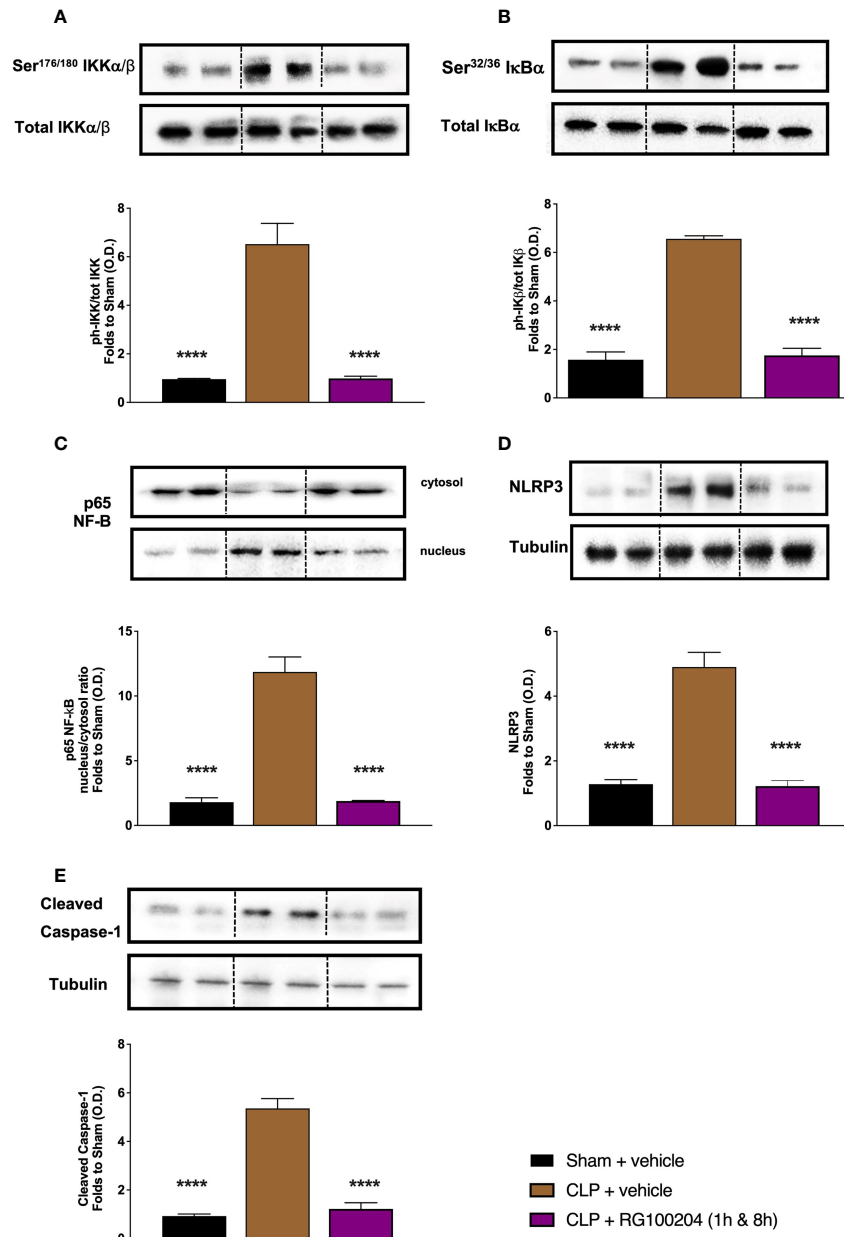 A
Ser176/180 IKKα/β
Total IKKα/β
8
6
4
2
0
ph-IKK/tot IKK
Folds to Sham (O.D.)
****
****
B
Ser32/36 IκBα
Total IκBα
8
6
4
2
0
ph-IKβ/tot IKβ
Folds to Sham (O.D.)
****
****
C
p65
NF-B
cytosol
nucleus
15
10
5
0
p65 NF-kB
nucleus/cytosol ratio
Folds to Sham (O.D.)
****
****
D
NLRP3
Tubulin
6
4
2
0
NLRP3
Folds to Sham (O.D.)
****
****
E
Cleaved
Caspase-1
Tubulin
8
6
4
2
0
Cleaved Caspase-1
Folds to Sham (O.D.)
****
****
Sham + vehicle
CLP + vehicle
CLP + RG100204 (1h & 8h)